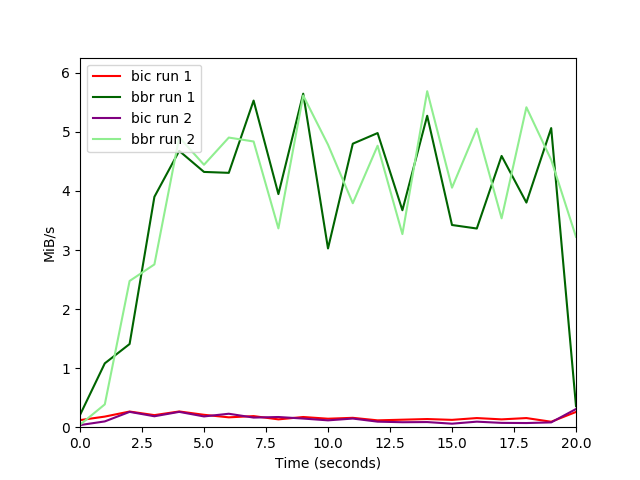 bic run 1
bbr run 1
bic run 2
bbr run 2
6
5
4
3
2
1
0
MiB/s
0.0 2.5 5.0 7.5 10.0 12.5 15.0 17.5 20.0
Time (seconds)